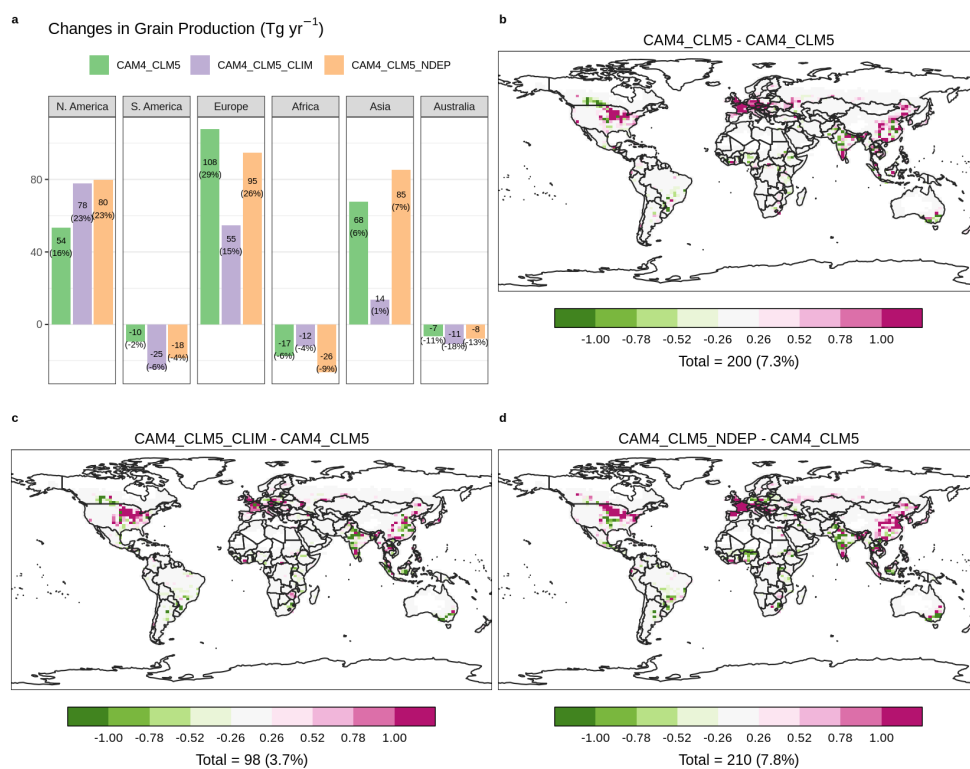 a
Changes in Grain Production (Tg yr−1)
CAM4_CLM5 CAM4_CLM5_CLIM CAM4_CLM5_NDEP
N. America S. America Europe Africa Asia Australia
80
40
0
54
(16%)
78
(23%)
80
(23%)
-10
(-2%)
-25
(-6%)
-18
(-4%)
108
(29%)
55
(15%)
95
(26%)
-17
(-6%)
-12
(-4%)
-26
(-9%)
68
(6%)
14
(1%)
85
(7%)
-7
(-11%)
-11
(-18%)
-8
(-13%)
b
CAM4_CLM5 - CAM4_CLM5
-1.00 -0.78 -0.52 -0.26 0.26 0.52 0.78 1.00
Total = 200 (7.3%)
c
CAM4_CLM5_CLIM - CAM4_CLM5
-1.00 -0.78 -0.52 -0.26 0.26 0.52 0.78 1.00
Total = 98 (3.7%)
d
CAM4_CLM5_NDEP - CAM4_CLM5
-1.00 -0.78 -0.52 -0.26 0.26 0.52 0.78 1.00
Total = 210 (7.8%)